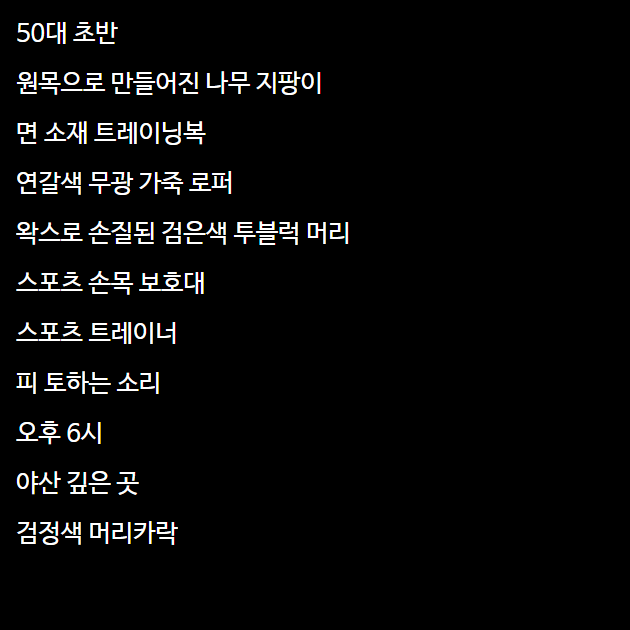 50대 초반
원목으로 만들어진 나무 지팡이
면 소재 트레이닝복
연갈색 무광 가죽 로퍼
왁스로 손질된 검은색 투블럭 머리
스포츠 손목 보호대
스포츠 트레이너
피 토하는 소리
오후 6시
야산 깊은 곳
검정색 머리카락